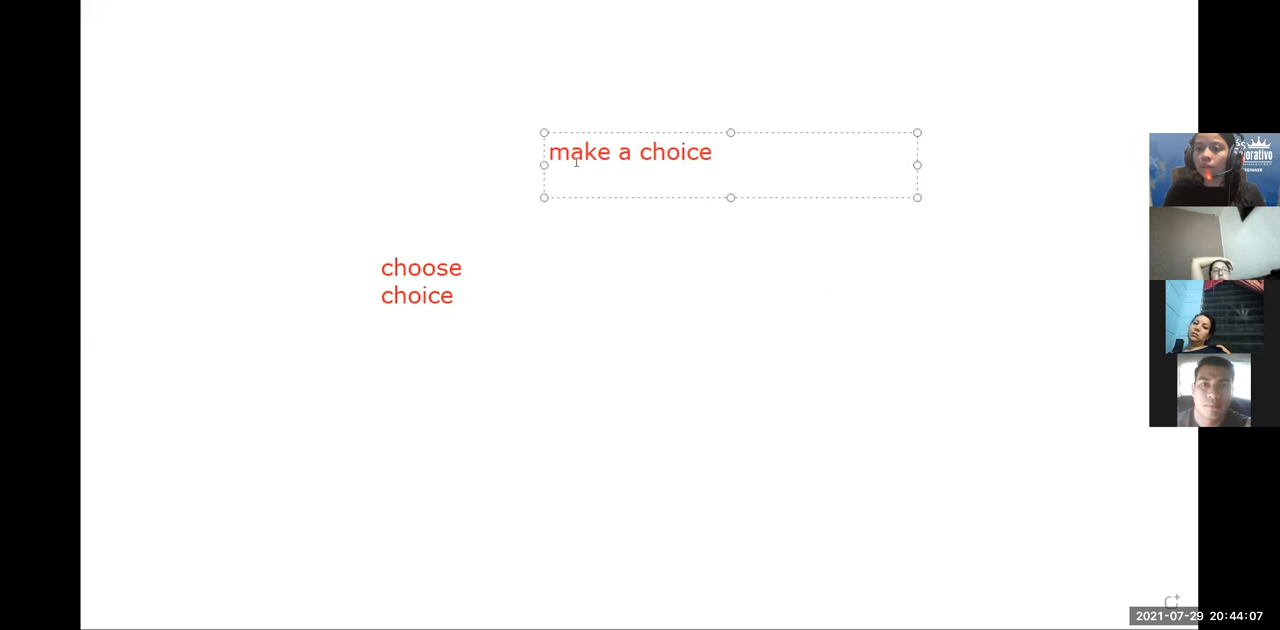 make a choice
choose
choice
2021-07-29 20:44:07